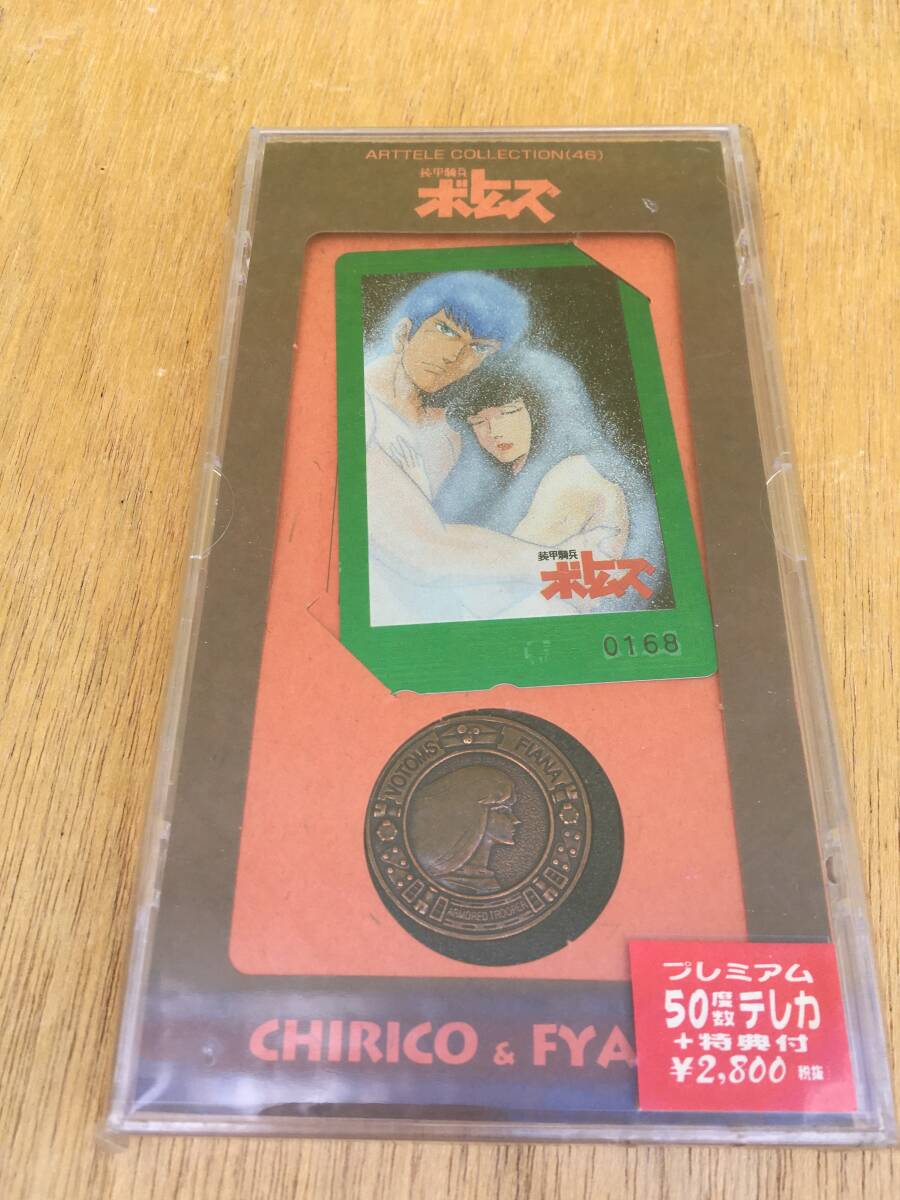 ARTTELE COLLECTION(46)
装甲騎兵
ボトムズ
装甲騎兵
ボトムズ
0168
VOTOMS FIANA
ARMORED TROOPER
CHIRICO & FYA
プレミアム
50度数テレカ
+特典付
¥2,800 税抜